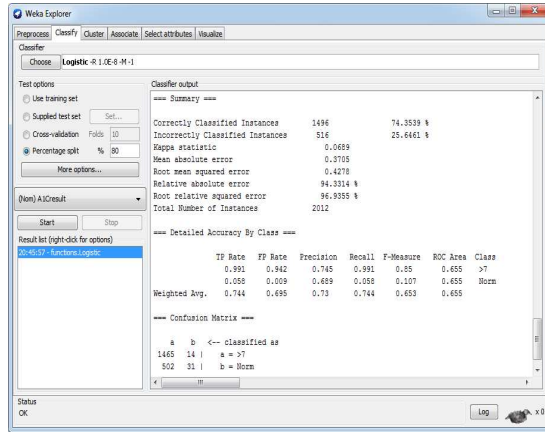 Weka Explorer
Preprocess Classify Cluster Associate Select attributes Visualize
Classifier
Choose Logistic -R 1.0E-8 -M -1
Test options
Use training set
Supplied test set Set...
Cross-validation Folds 10
Percentage split % 80
More options...
(Nom) A1Cresult
Start Stop
Result list (right-click for options)
20:45:57 - functions.Logistic
Classifier output
=== Summary ===
Correctly Classified Instances 1496 74.3539 %
Incorrectly Classified Instances 516 25.6461 %
Kappa statistic 0.0689
Mean absolute error 0.3705
Root mean squared error 0.4278
Relative absolute error 94.3314 %
Root relative squared error 96.9355 %
Total Number of Instances 2012
=== Detailed Accuracy By Class ===
TP Rate FP Rate Precision Recall F-Measure ROC Area Class
0.991 0.942 0.745 0.991 0.85 0.655 >7
0.058 0.009 0.689 0.058 0.107 0.655 Norm
Weighted Avg. 0.744 0.695 0.73 0.744 0.653 0.655
=== Confusion Matrix ===
a b <-- classified as
1465 14 | a = >7
502 31 | b = Norm
Status
OK
Log x 0